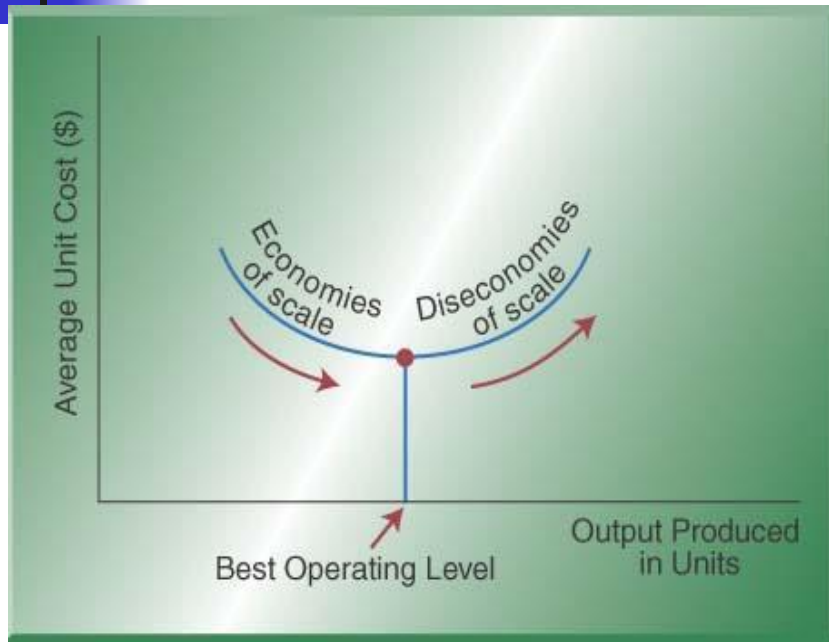 Average Unit Cost ($)
Economies
of scale
Diseconomies
of scale
Best Operating Level
Output Produced
in Units